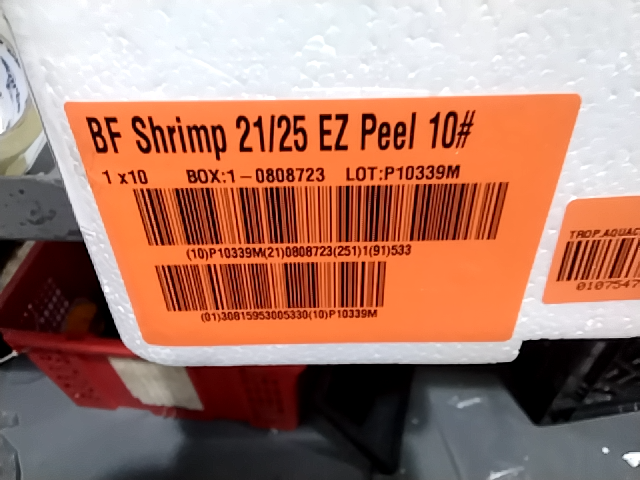 BF Shrimp 21/25 EZ Peel 10#
1 x10 BOX:1-0808723 LOT:P10339M
(10)P10339M(21)0808723(251)1(91)533
(01)30815953005330(10)P10339M
TROP.AQUAC
0107547